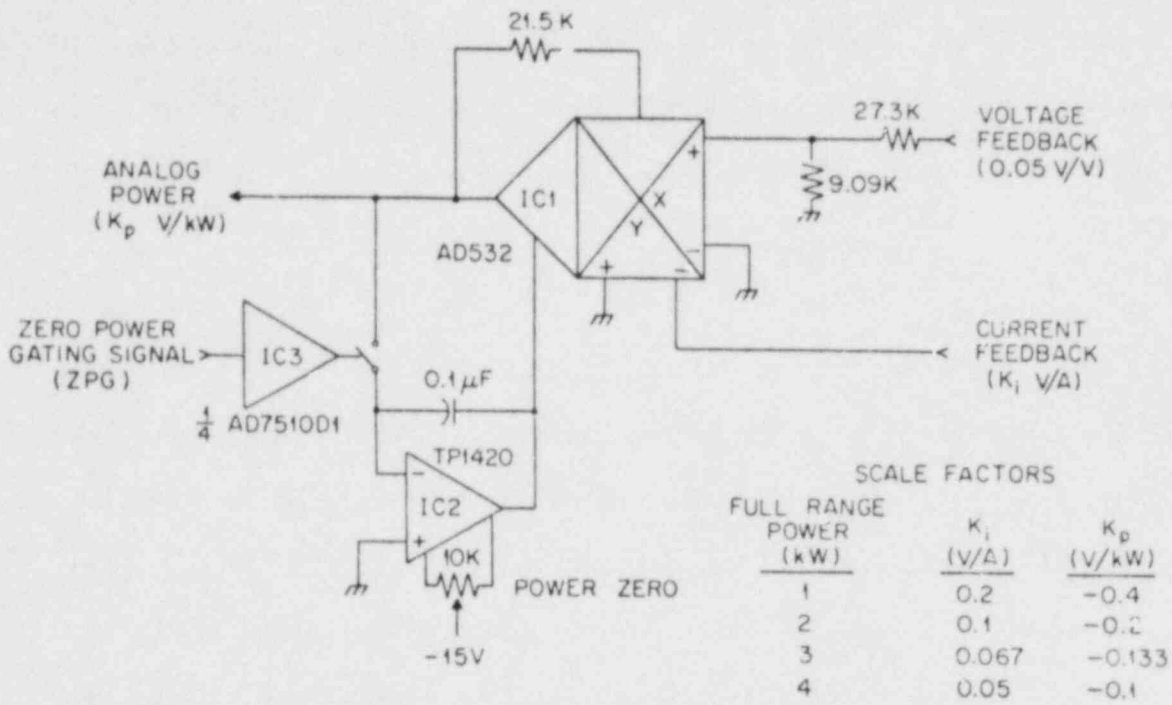 21.5 K
27.3K
VOLTAGE
FEEDBACK
(0.05 V/V)
9.09K
ANALOG
POWER
(Kp V/kW)
IC1
AD532
+
X
Y
−
+
−
ZERO POWER
GATING SIGNAL
(ZPG)
IC3
1/4 AD7510D1
0.1 μF
CURRENT
FEEDBACK
(Ki V/A)
TP1420
−
IC2
+
10K
POWER ZERO
-15V
SCALE FACTORS
FULL RANGE
POWER
(kW)
Ki
(V/A)
Kp
(V/kW)
1 0.2 -0.4
2 0.1
3 0.067 -0.133
4 0.05 -0.1